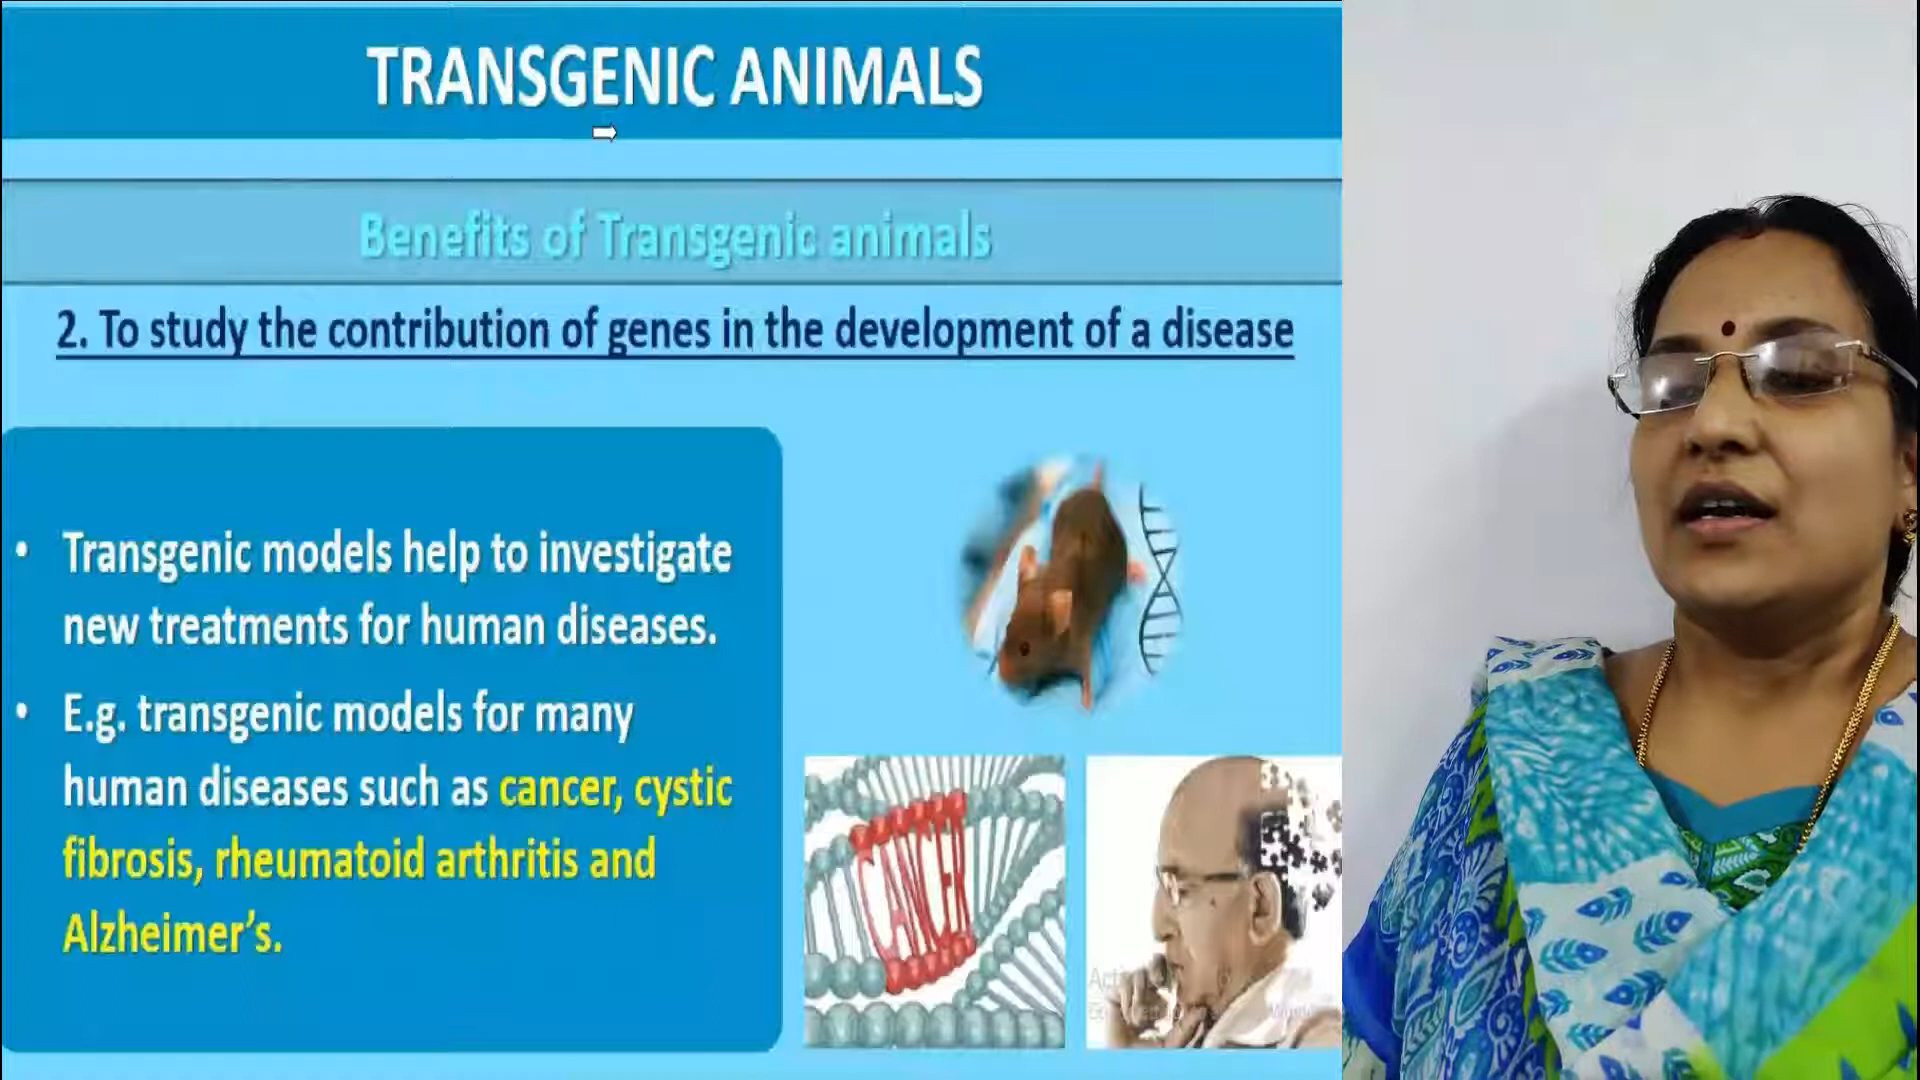 TRANSGENIC ANIMALS
Benefits of Transgenic animals
2. To study the contribution of genes in the development of a disease
• Transgenic models help to investigate
new treatments for human diseases.
• E.g. transgenic models for many
human diseases such as cancer, cystic
fibrosis, rheumatoid arthritis and
Alzheimer’s.
CANCER